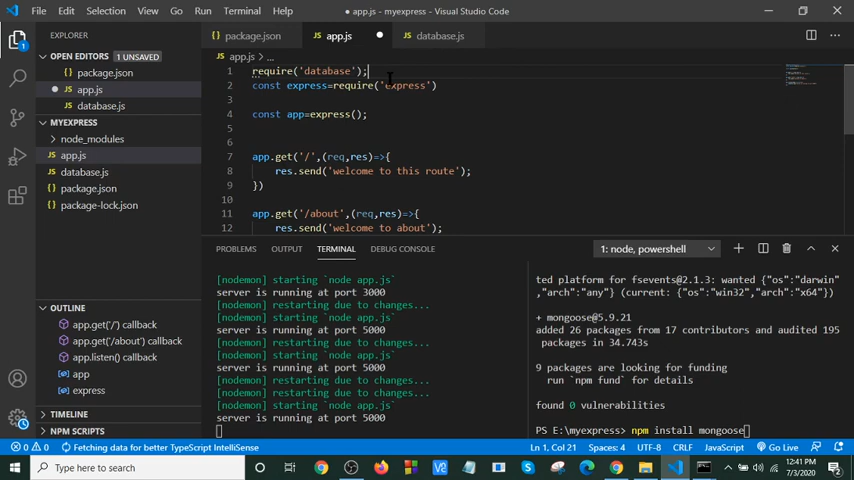 File Edit Selection View Go Run Terminal Help
● app.js - myexpress - Visual Studio Code
EXPLORER
OPEN EDITORS 1 UNSAVED
package.json
app.js
database.js
MYEXPRESS
node_modules
app.js
database.js
package.json
package-lock.json
OUTLINE
app.get('/') callback
app.get('/about') callback
app.listen() callback
app
express
TIMELINE
NPM SCRIPTS
package.json app.js ● database.js
app.js > ...
1 require('database');
2 const express=require('express')
3
4 const app=express();
5
6
7 app.get('/',(req,res)=>{
8 res.send('welcome to this route');
9 })
10
11 app.get('/about',(req,res)=>{
12 res.send('welcome to about');
PROBLEMS OUTPUT TERMINAL DEBUG CONSOLE
1: node, powershell
[nodemon] starting `node app.js`
server is running at port 3000
[nodemon] restarting due to changes...
[nodemon] starting `node app.js`
server is running at port 5000
[nodemon] restarting due to changes...
[nodemon] starting `node app.js`
server is running at port 5000
[nodemon] restarting due to changes...
[nodemon] restarting due to changes...
[nodemon] starting `node app.js`
server is running at port 5000
ted platform for fsevents@2.1.3: wanted {"os":"darwin"
,"arch":"any"} (current: {"os":"win32","arch":"x64"})
+ mongoose@5.9.21
added 26 packages from 17 contributors and audited 195
packages in 34.743s
9 packages are looking for funding
run `npm fund` for details
found 0 vulnerabilities
PS E:\myexpress> npm install mongoose
0 0 Fetching data for better TypeScript IntelliSense
Ln 1, Col 21 Spaces: 4 UTF-8 CRLF JavaScript Go Live
Type here to search
12:41 PM
7/3/2020
2